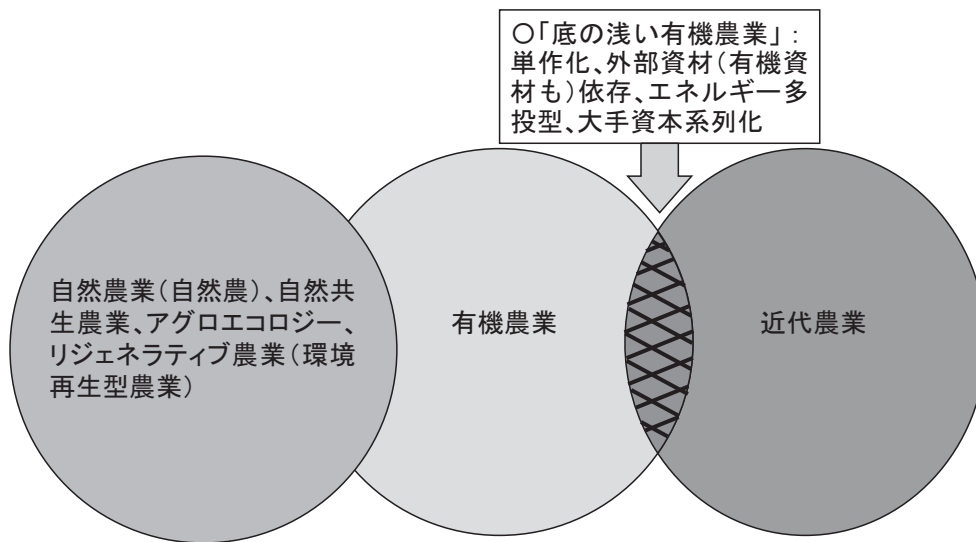 ○「底の浅い有機農業」：
単作化、外部資材(有機資
材も)依存、エネルギー多
投型、大手資本系列化
自然農業(自然農)、自然共
生農業、アグロエコロジー、
リジェネラティブ農業(環境
再生型農業)
有機農業
近代農業